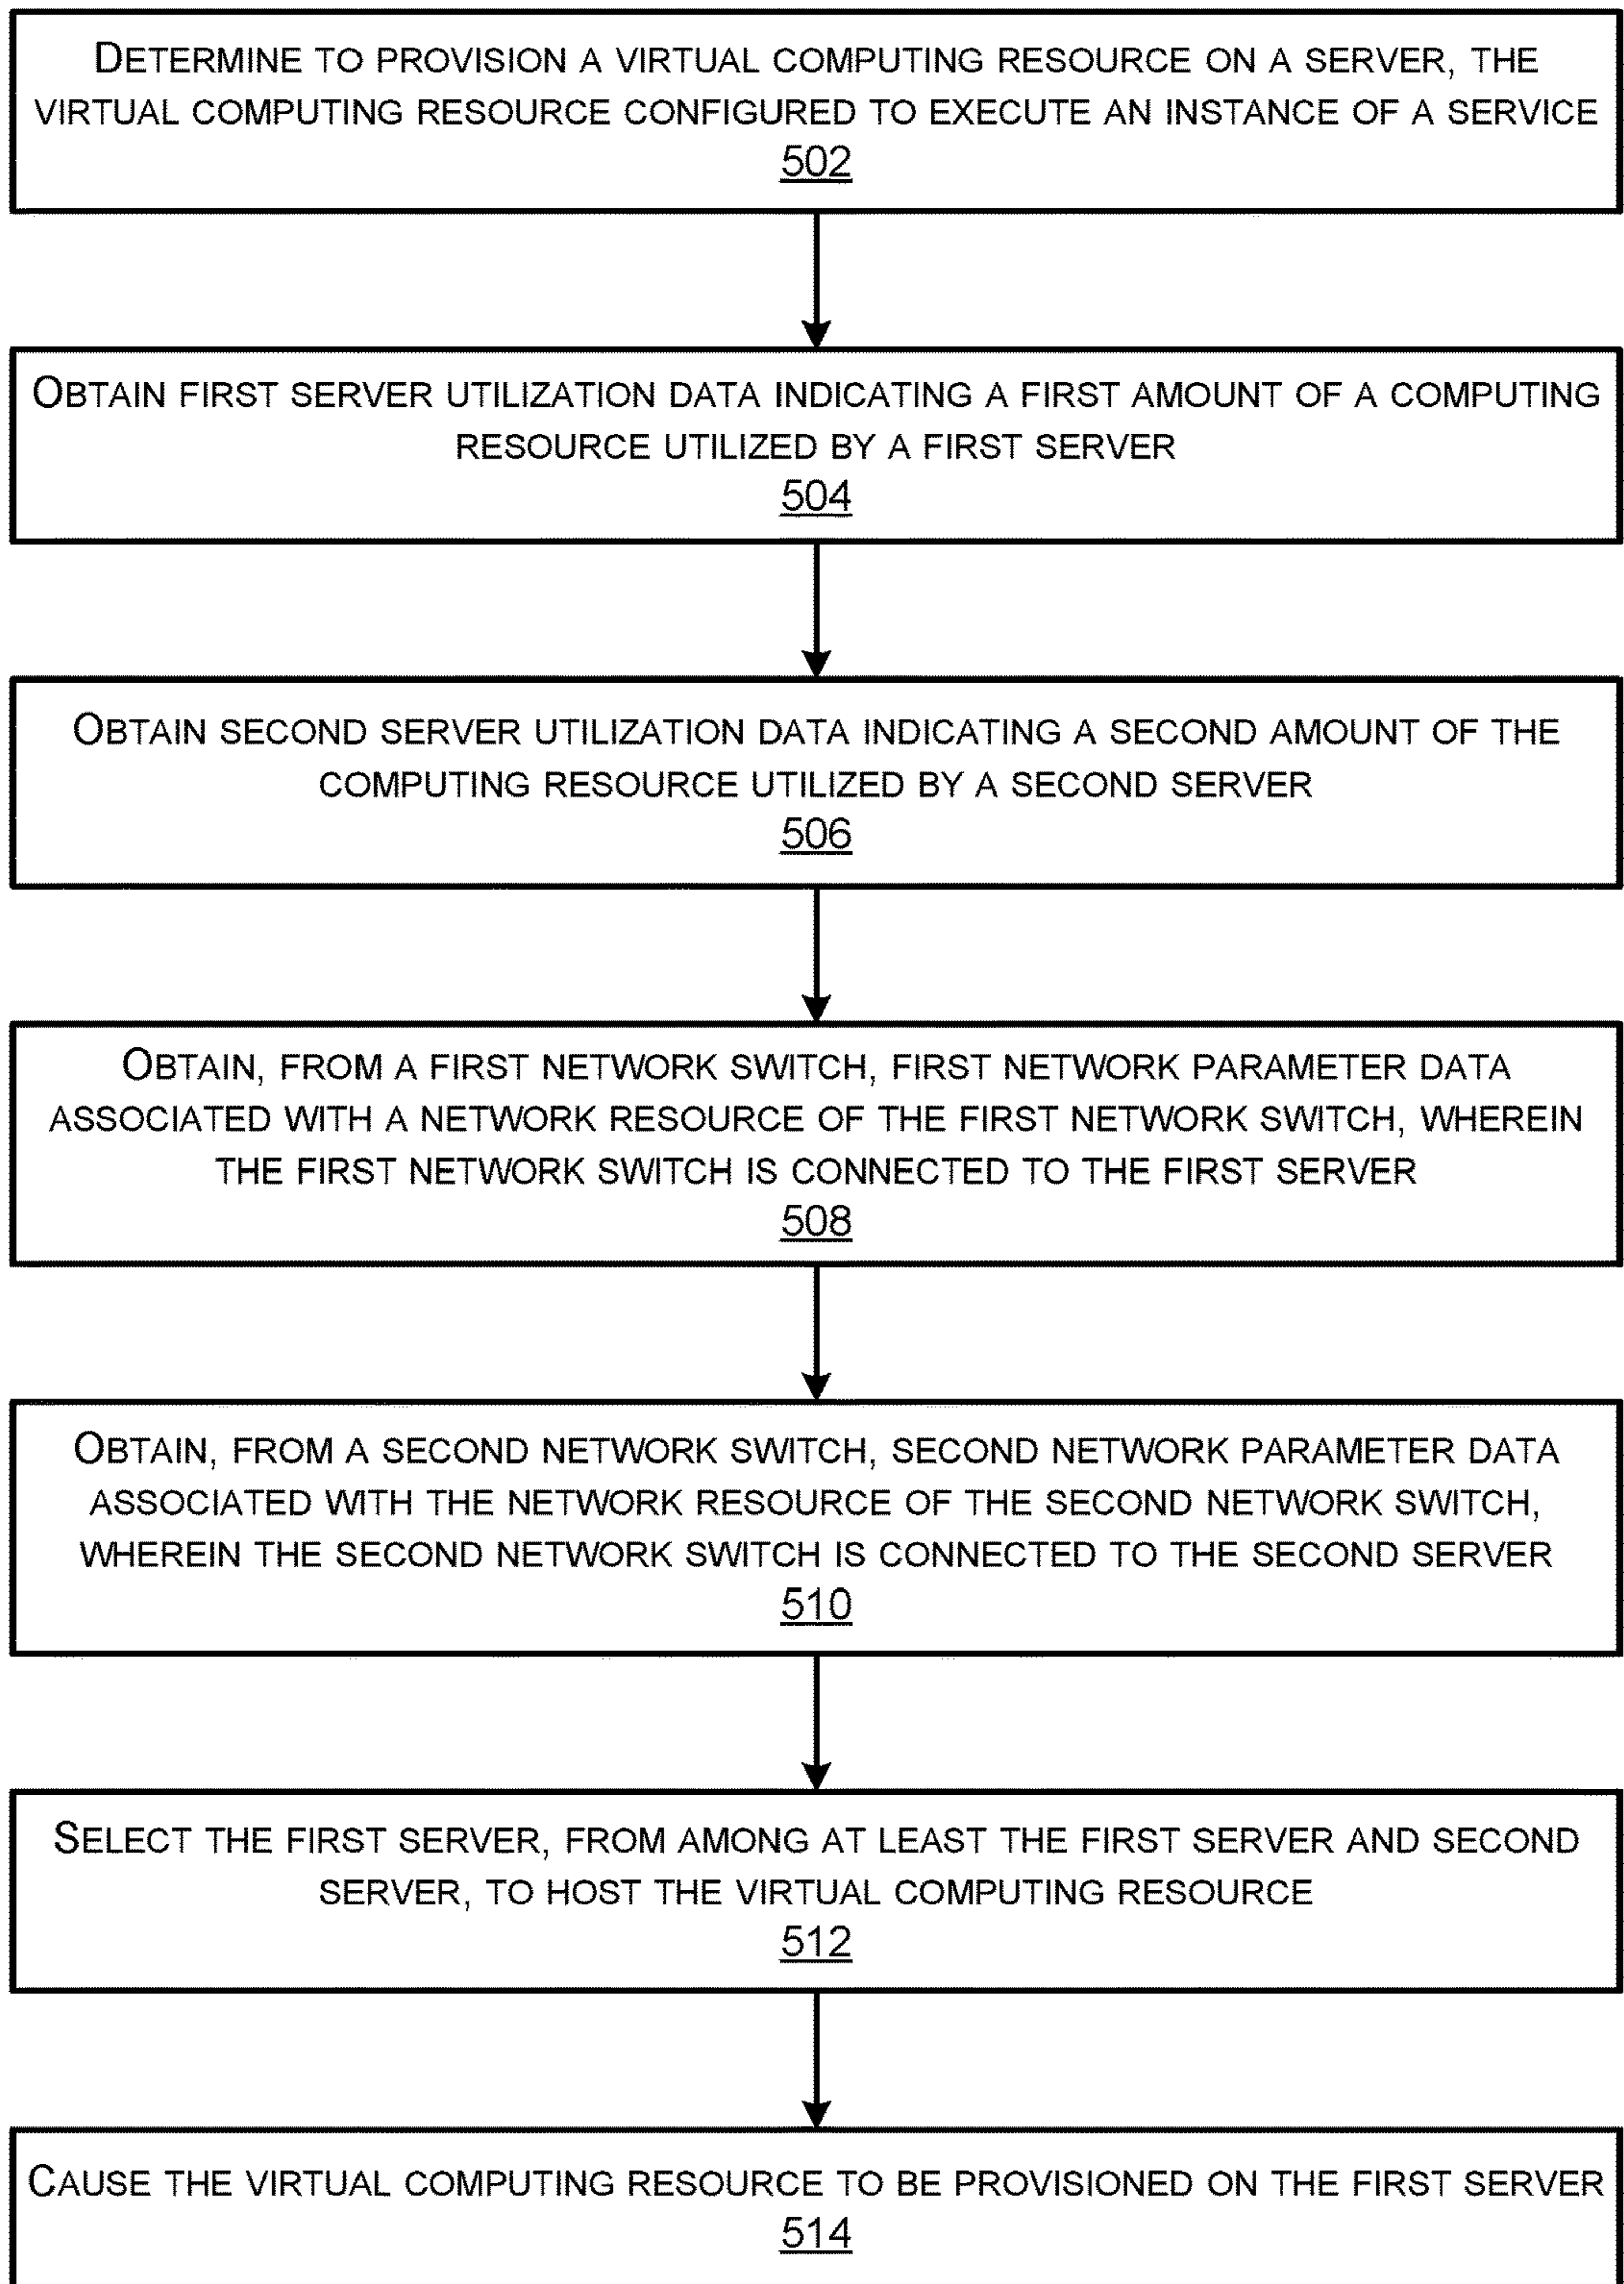 DETERMINE TO PROVISION A VIRTUAL COMPUTING RESOURCE ON A SERVER, THE
VIRTUAL COMPUTING RESOURCE CONFIGURED TO EXECUTE AN INSTANCE OF A SERVICE
502
OBTAIN FIRST SERVER UTILIZATION DATA INDICATING A FIRST AMOUNT OF A COMPUTING
RESOURCE UTILIZED BY A FIRST SERVER
504
OBTAIN SECOND SERVER UTILIZATION DATA INDICATING A SECOND AMOUNT OF THE
COMPUTING RESOURCE UTILIZED BY A SECOND SERVER
506
OBTAIN, FROM A FIRST NETWORK SWITCH, FIRST NETWORK PARAMETER DATA
ASSOCIATED WITH A NETWORK RESOURCE OF THE FIRST NETWORK SWITCH, WHEREIN
THE FIRST NETWORK SWITCH IS CONNECTED TO THE FIRST SERVER
508
OBTAIN, FROM A SECOND NETWORK SWITCH, SECOND NETWORK PARAMETER DATA
ASSOCIATED WITH THE NETWORK RESOURCE OF THE SECOND NETWORK SWITCH,
WHEREIN THE SECOND NETWORK SWITCH IS CONNECTED TO THE SECOND SERVER
510
SELECT THE FIRST SERVER, FROM AMONG AT LEAST THE FIRST SERVER AND SECOND
SERVER, TO HOST THE VIRTUAL COMPUTING RESOURCE
512
CAUSE THE VIRTUAL COMPUTING RESOURCE TO BE PROVISIONED ON THE FIRST SERVER
514